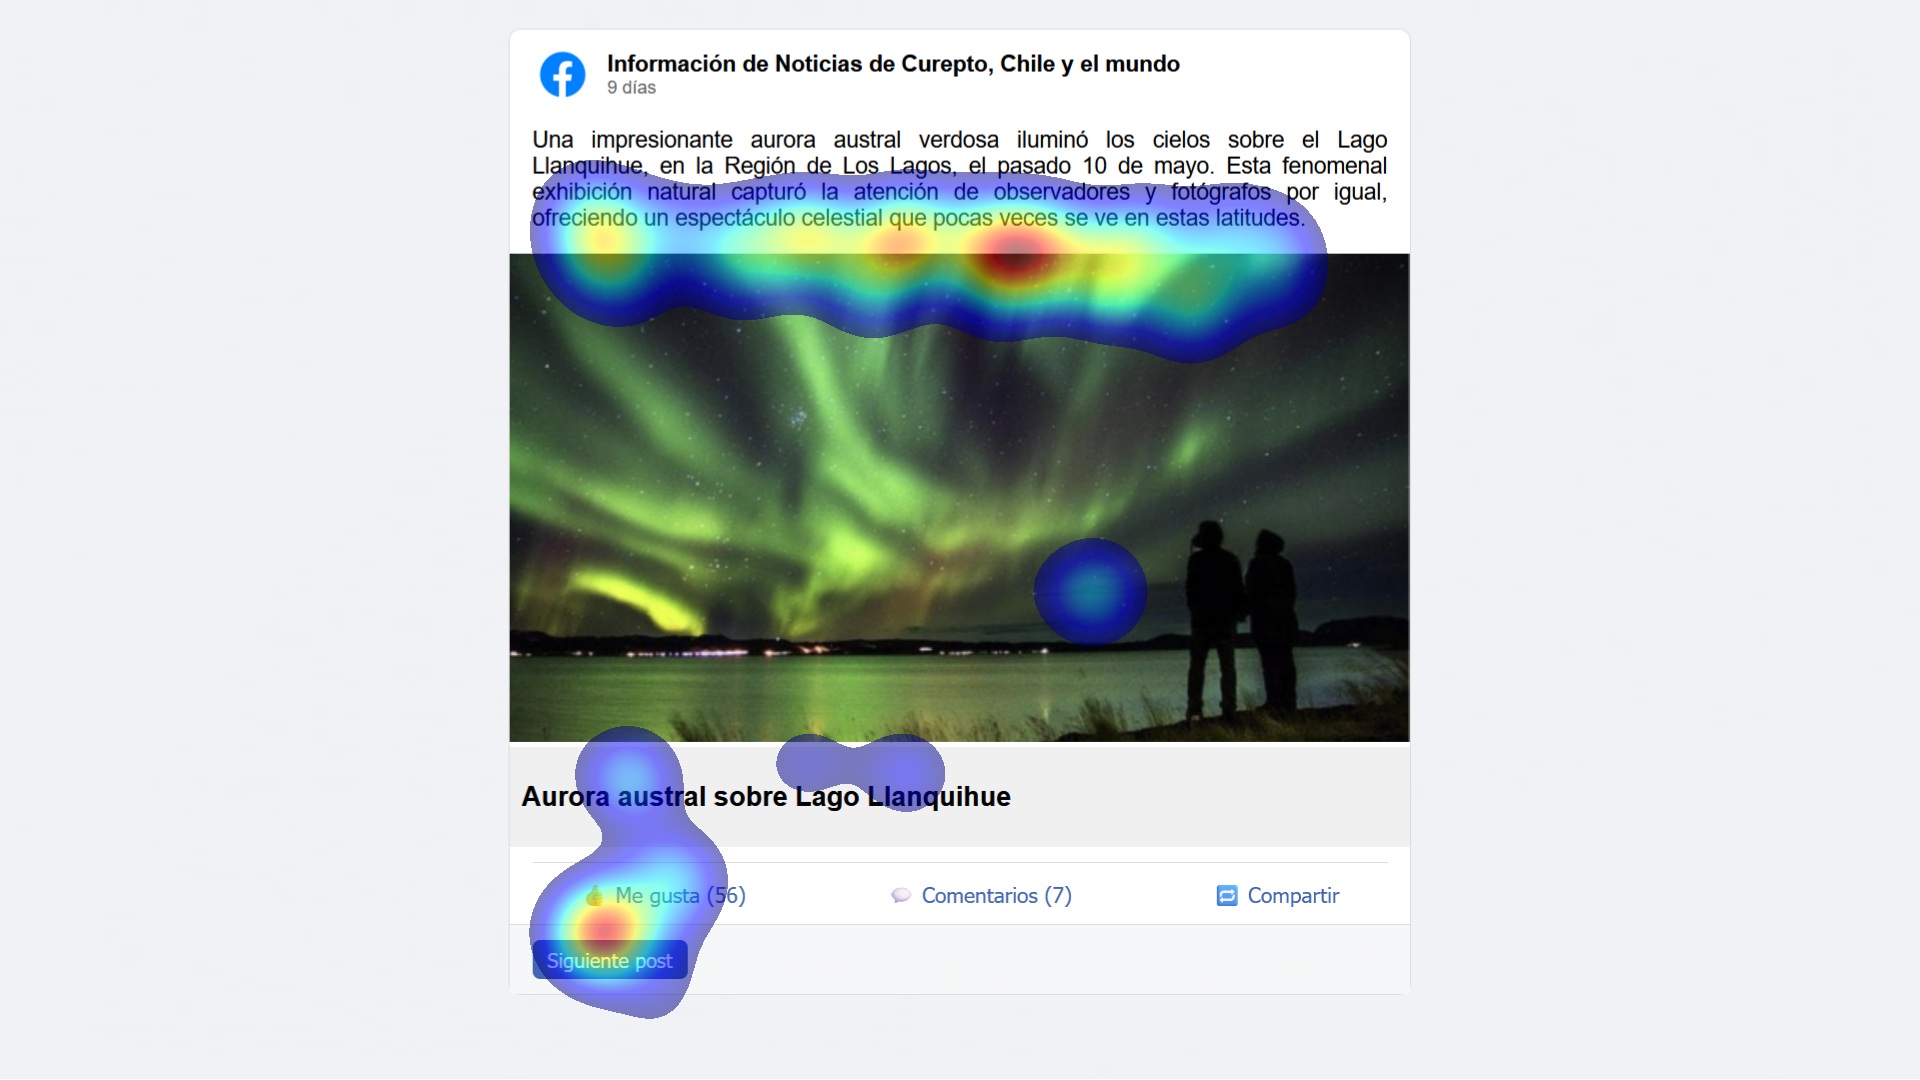 Información de Noticias de Curepto, Chile y el mundo
9 días
Una impresionante aurora austral verdosa iluminó los cielos sobre el Lago
Llanquihue, en la Región de Los Lagos, el pasado 10 de mayo. Esta fenomenal
exhibición natural capturó la atención de observadores y fotógrafos por igual,
ofreciendo un espectáculo celestial que pocas veces se ve en estas latitudes.
Aurora austral sobre Lago Llanquihue
Me gusta (56) Comentarios (7) Compartir
Siguiente post